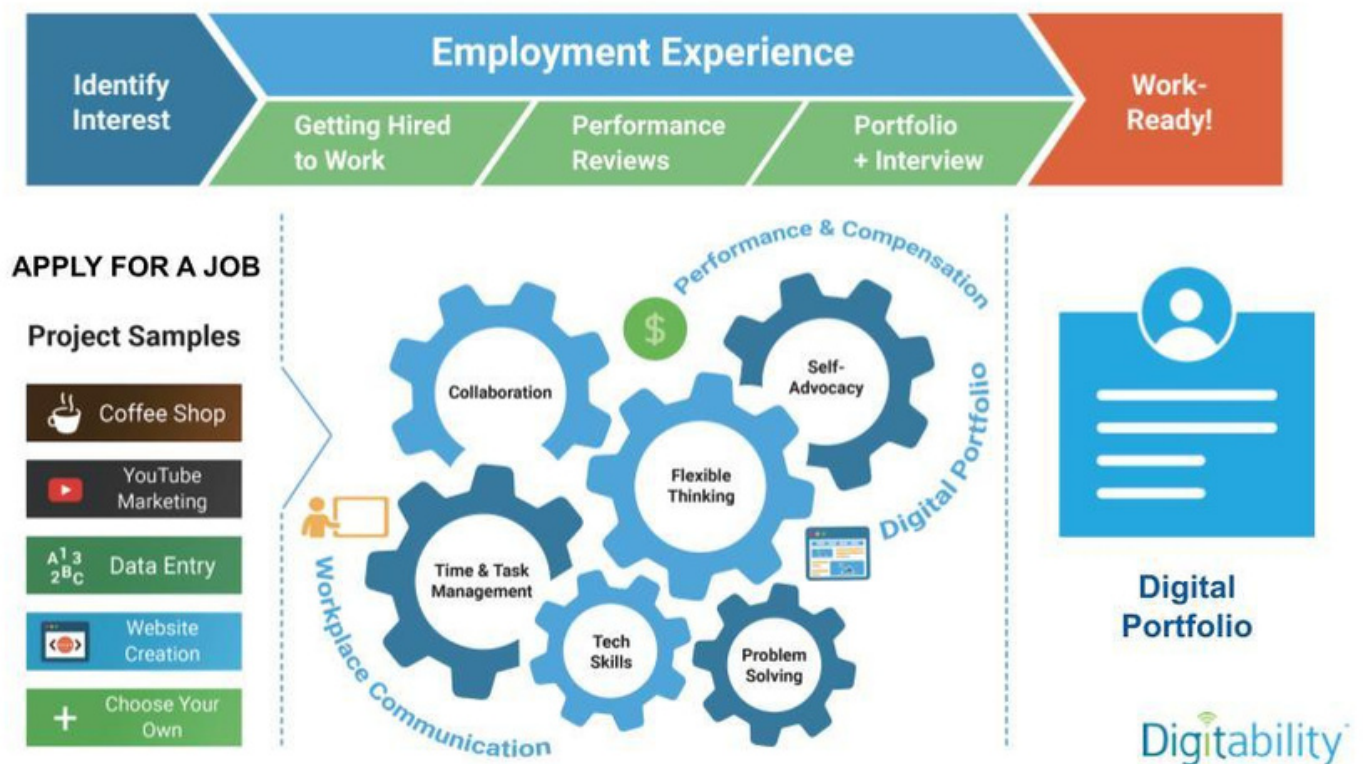 Identify
Interest
Employment Experience
Getting Hired
to Work
Performance
Reviews
Portfolio
+ Interview
Work-
Ready!
APPLY FOR A JOB
Project Samples
Coffee Shop
YouTube
Marketing
A1 3
2BC
Data Entry
Website
Creation
+
Choose Your
Own
Performance & Compensation
$
Collaboration
Self-
Advocacy
Flexible
Thinking
Digital Portfolio
Time & Task
Management
Tech
Skills
Problem
Solving
Workplace Communication
Digital
Portfolio
Digitability